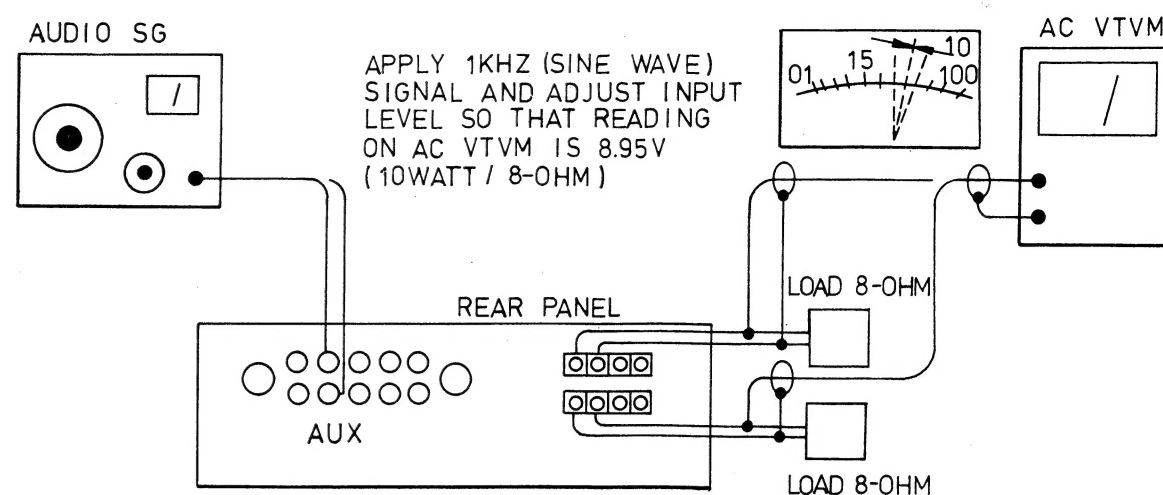 AUDIO SG
APPLY 1KHZ (SINE WAVE)
SIGNAL AND ADJUST INPUT
LEVEL SO THAT READING
ON AC VTVM IS 8.95V
(10WATT / 8-OHM)
10
01 15 100
AC VTVM
REAR PANEL
LOAD 8-OHM
AUX
LOAD 8-OHM